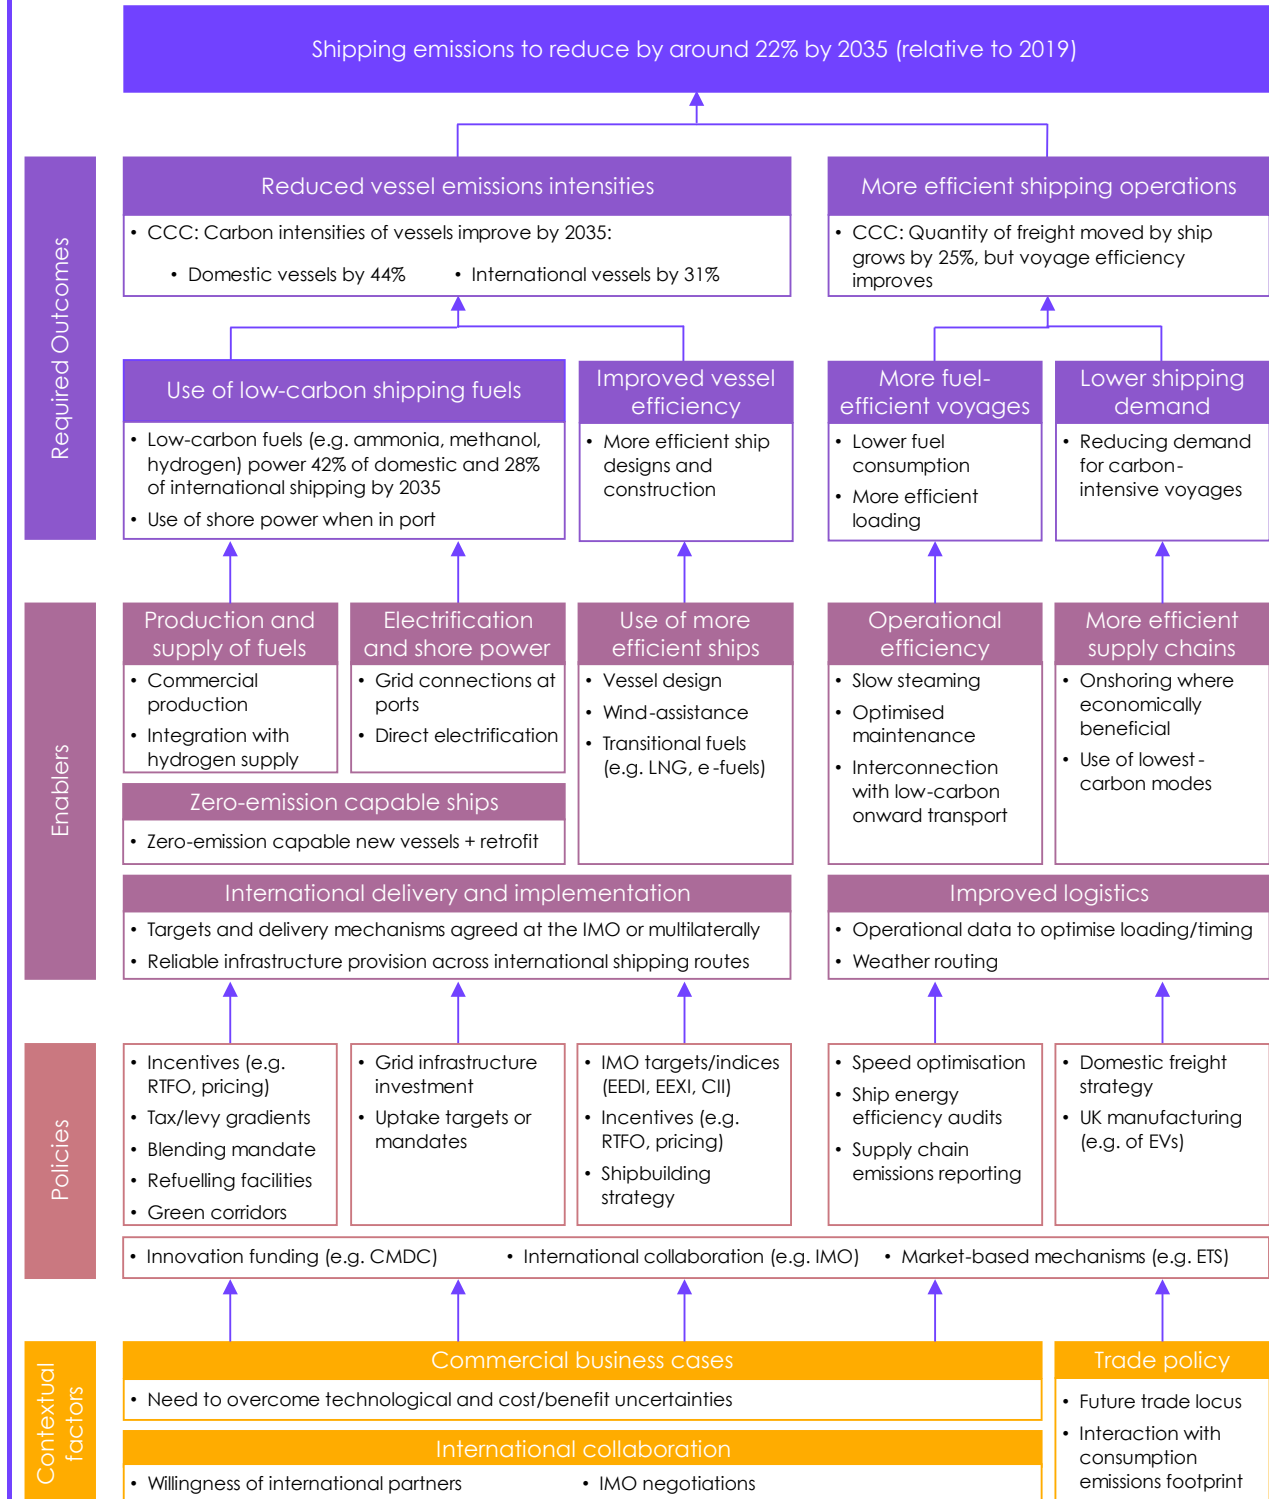 Shipping emissions to reduce by around 22% by 2035 (relative to 2019)
Required Outcomes
Reduced vessel emissions intensities
• CCC: Carbon intensities of vessels improve by 2035:
• Domestic vessels by 44%
• International vessels by 31%
More efficient shipping operations
• CCC: Quantity of freight moved by ship
grows by 25%, but voyage efficiency
improves
Use of low-carbon shipping fuels
• Low-carbon fuels (e.g. ammonia, methanol,
hydrogen) power 42% of domestic and 28%
of international shipping by 2035
• Use of shore power when in port
Improved vessel
efficiency
• More efficient ship
designs and
construction
More fuel-
efficient voyages
• Lower fuel
consumption
• More efficient
loading
Lower shipping
demand
• Reducing demand
for carbon-
intensive voyages
Enablers
Production and
supply of fuels
• Commercial
production
• Integration with
hydrogen supply
Electrification
and shore power
• Grid connections at
ports
• Direct electrification
Use of more
efficient ships
• Vessel design
• Wind-assistance
• Transitional fuels
(e.g. LNG, e-fuels)
Operational
efficiency
• Slow steaming
• Optimised
maintenance
• Interconnection
with low-carbon
onward transport
More efficient
supply chains
• Onshoring where
economically
beneficial
• Use of lowest-
carbon modes
Zero-emission capable ships
• Zero-emission capable new vessels + retrofit
International delivery and implementation
• Targets and delivery mechanisms agreed at the IMO or multilaterally
• Reliable infrastructure provision across international shipping routes
Improved logistics
• Operational data to optimise loading/timing
• Weather routing
Policies
• Incentives (e.g.
RTFO, pricing)
• Tax/levy gradients
• Blending mandate
• Refuelling facilities
• Green corridors
• Grid infrastructure
investment
• Uptake targets or
mandates
• IMO targets/indices
(EEDI, EEXI, CII)
• Incentives (e.g.
RTFO, pricing)
• Shipbuilding
strategy
• Speed optimisation
• Ship energy
efficiency audits
• Supply chain
emissions reporting
• Domestic freight
strategy
• UK manufacturing
(e.g. of EVs)
• Innovation funding (e.g. CMDC)
• International collaboration (e.g. IMO)
• Market-based mechanisms (e.g. ETS)
Contextual
factors
Commercial business cases
• Need to overcome technological and cost/benefit uncertainties
International collaboration
• Willingness of international partners
• IMO negotiations
Trade policy
• Future trade locus
• Interaction with
consumption
emissions footprint